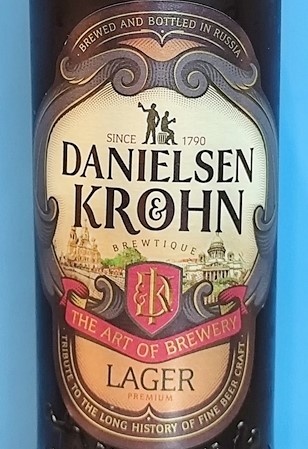 BREWED AND BOTTLED IN RUSSIA
SINCE 1790
DANIELSEN
KR&HN
BREWTIQUE
D&K
THE ART OF BREWERY
LAGER
PREMIUM
TRIBUTE TO THE LONG HISTORY OF FINE BEER CRAFT